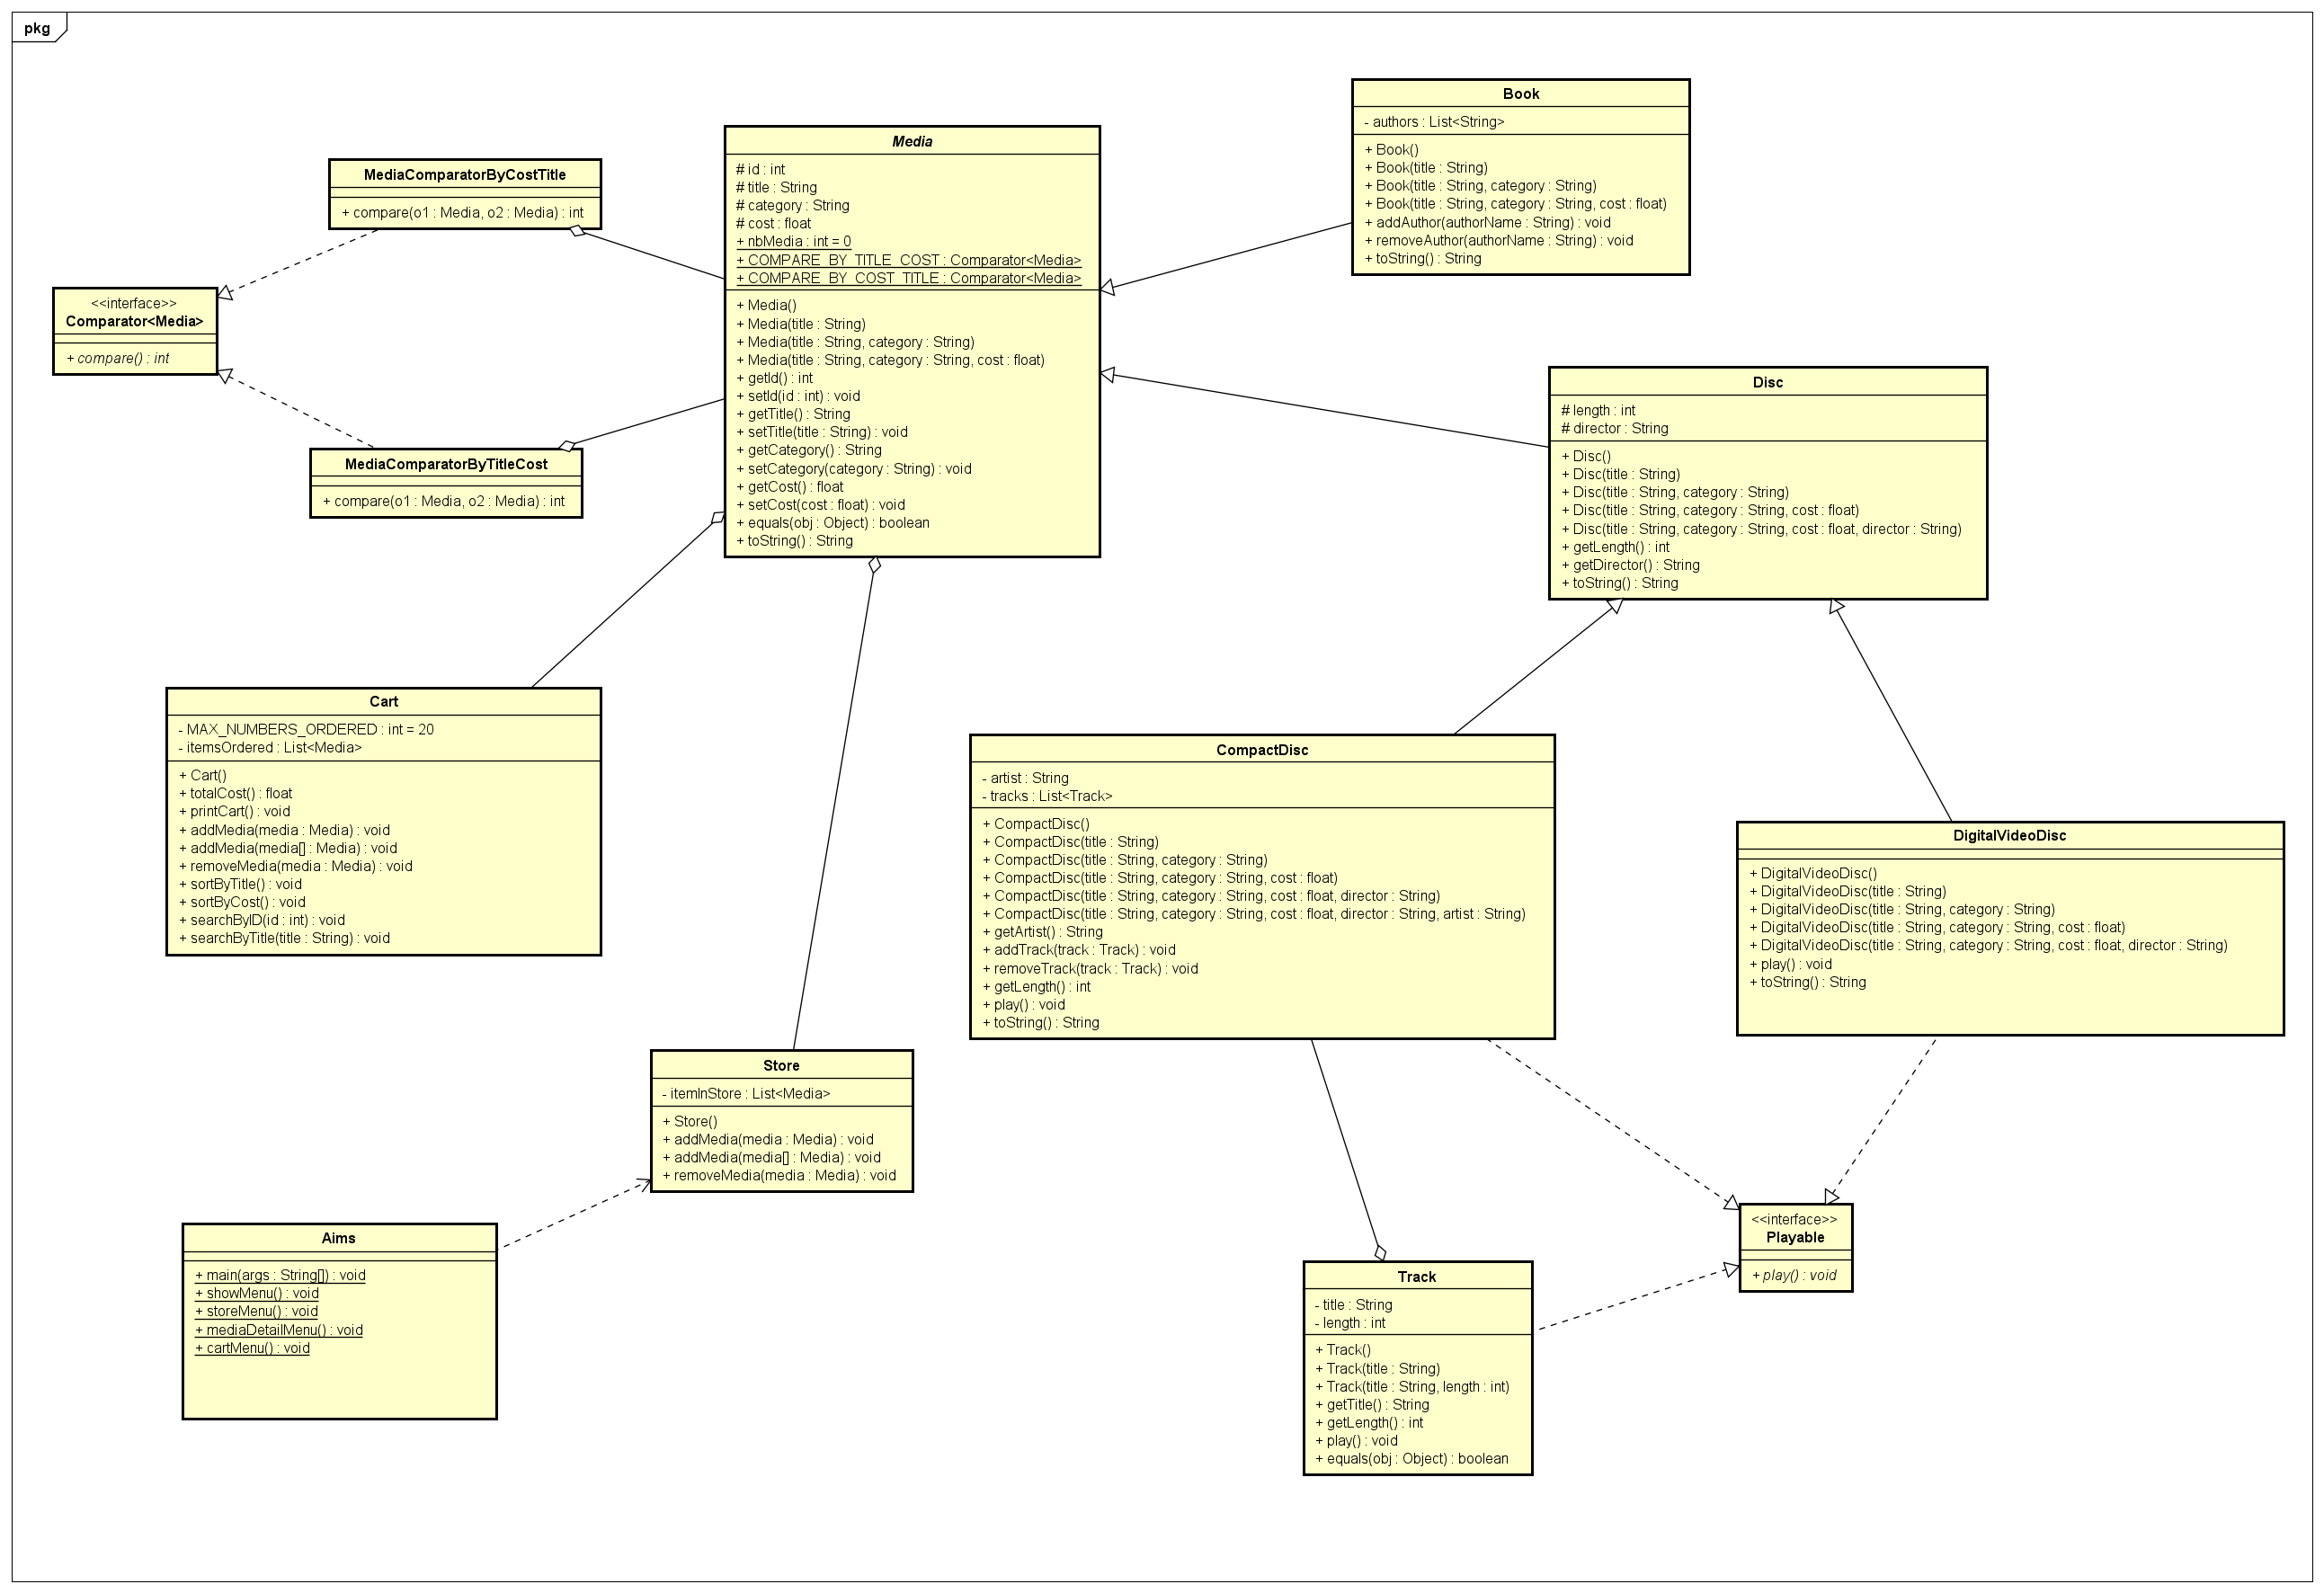 pkg
MediaComparatorByCostTitle
+ compare(o1 : Media, o2 : Media) : int
<<interface>>
Comparator<Media>
+ compare() : int
MediaComparatorByTitleCost
+ compare(o1 : Media, o2 : Media) : int
Media
# id : int
# title : String
# category : String
# cost : float
+ nbMedia : int = 0
+ COMPARE_BY_TITLE_COST : Comparator<Media>
+ COMPARE_BY_COST_TITLE : Comparator<Media>
+ Media()
+ Media(title : String)
+ Media(title : String, category : String)
+ Media(title : String, category : String, cost : float)
+ getId() : int
+ setId(id : int) : void
+ getTitle() : String
+ setTitle(title : String) : void
+ getCategory() : String
+ setCategory(category : String) : void
+ getCost() : float
+ setCost(cost : float) : void
+ equals(obj : Object) : boolean
+ toString() : String
Book
- authors : List<String>
+ Book()
+ Book(title : String)
+ Book(title : String, category : String)
+ Book(title : String, category : String, cost : float)
+ addAuthor(authorName : String) : void
+ removeAuthor(authorName : String) : void
+ toString() : String
Disc
# length : int
# director : String
+ Disc()
+ Disc(title : String)
+ Disc(title : String, category : String)
+ Disc(title : String, category : String, cost : float)
+ Disc(title : String, category : String, cost : float, director : String)
+ getLength() : int
+ getDirector() : String
+ toString() : String
Cart
- MAX_NUMBERS_ORDERED : int = 20
- itemsOrdered : List<Media>
+ Cart()
+ totalCost() : float
+ printCart() : void
+ addMedia(media : Media) : void
+ addMedia(media[] : Media) : void
+ removeMedia(media : Media) : void
+ sortByTitle() : void
+ sortByCost() : void
+ searchByID(id : int) : void
+ searchByTitle(title : String) : void
CompactDisc
- artist : String
- tracks : List<Track>
+ CompactDisc()
+ CompactDisc(title : String)
+ CompactDisc(title : String, category : String)
+ CompactDisc(title : String, category : String, cost : float)
+ CompactDisc(title : String, category : String, cost : float, director : String)
+ CompactDisc(title : String, category : String, cost : float, director : String, artist : String)
+ getArtist() : String
+ addTrack(track : Track) : void
+ removeTrack(track : Track) : void
+ getLength() : int
+ play() : void
+ toString() : String
DigitalVideoDisc
+ DigitalVideoDisc()
+ DigitalVideoDisc(title : String)
+ DigitalVideoDisc(title : String, category : String)
+ DigitalVideoDisc(title : String, category : String, cost : float)
+ DigitalVideoDisc(title : String, category : String, cost : float, director : String)
+ play() : void
+ toString() : String
Store
- itemInStore : List<Media>
+ Store()
+ addMedia(media : Media) : void
+ addMedia(media[] : Media) : void
+ removeMedia(media : Media) : void
Aims
+ main(args : String[]) : void
+ showMenu() : void
+ storeMenu() : void
+ mediaDetailMenu() : void
+ cartMenu() : void
<<interface>>
Playable
+ play() : void
Track
- title : String
- length : int
+ Track()
+ Track(title : String)
+ Track(title : String, length : int)
+ getTitle() : String
+ getLength() : int
+ play() : void
+ equals(obj : Object) : boolean